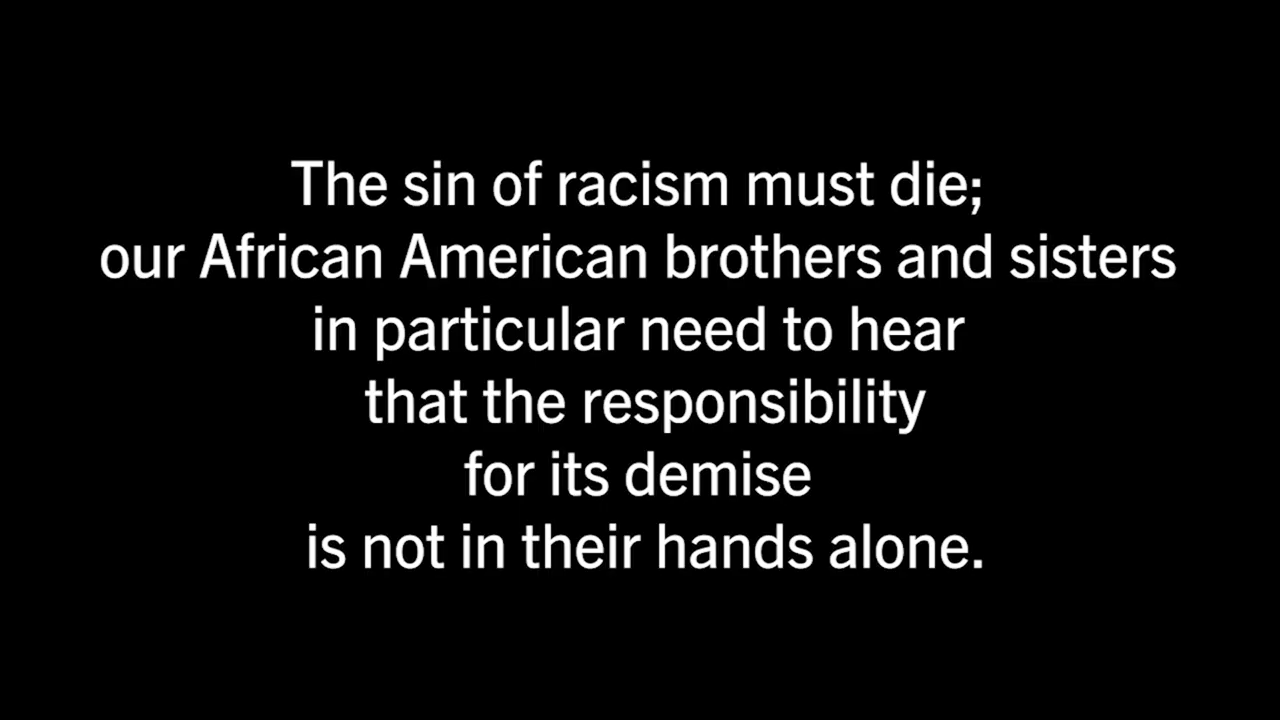 The sin of racism must die;
our African American brothers and sisters
in particular need to hear
that the responsibility
for its demise
is not in their hands alone.